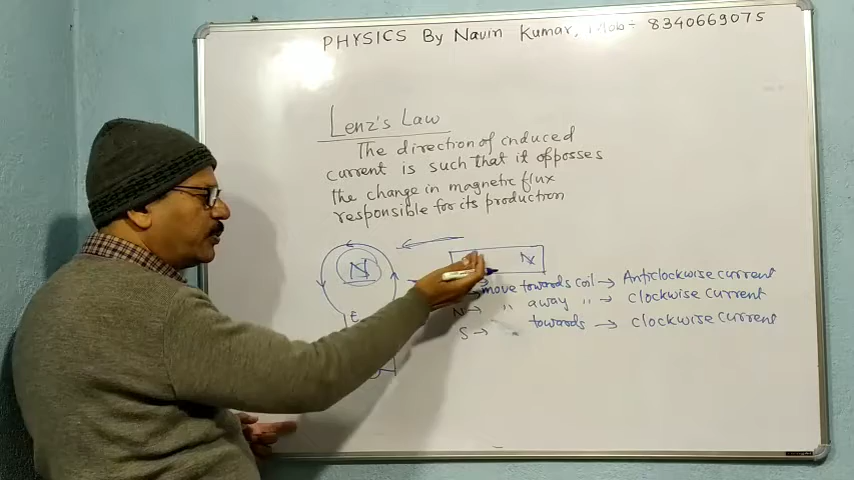 PHYSICS By Navin Kumar, Mob- 8340669075
Lenz's Law
The direction of induced
current is such that it opposses
the change in magnetic flux
responsible for its production
N
N
move towards coil → Anticlockwise current
N → " away " → clockwise current
S → towards → clockwise current